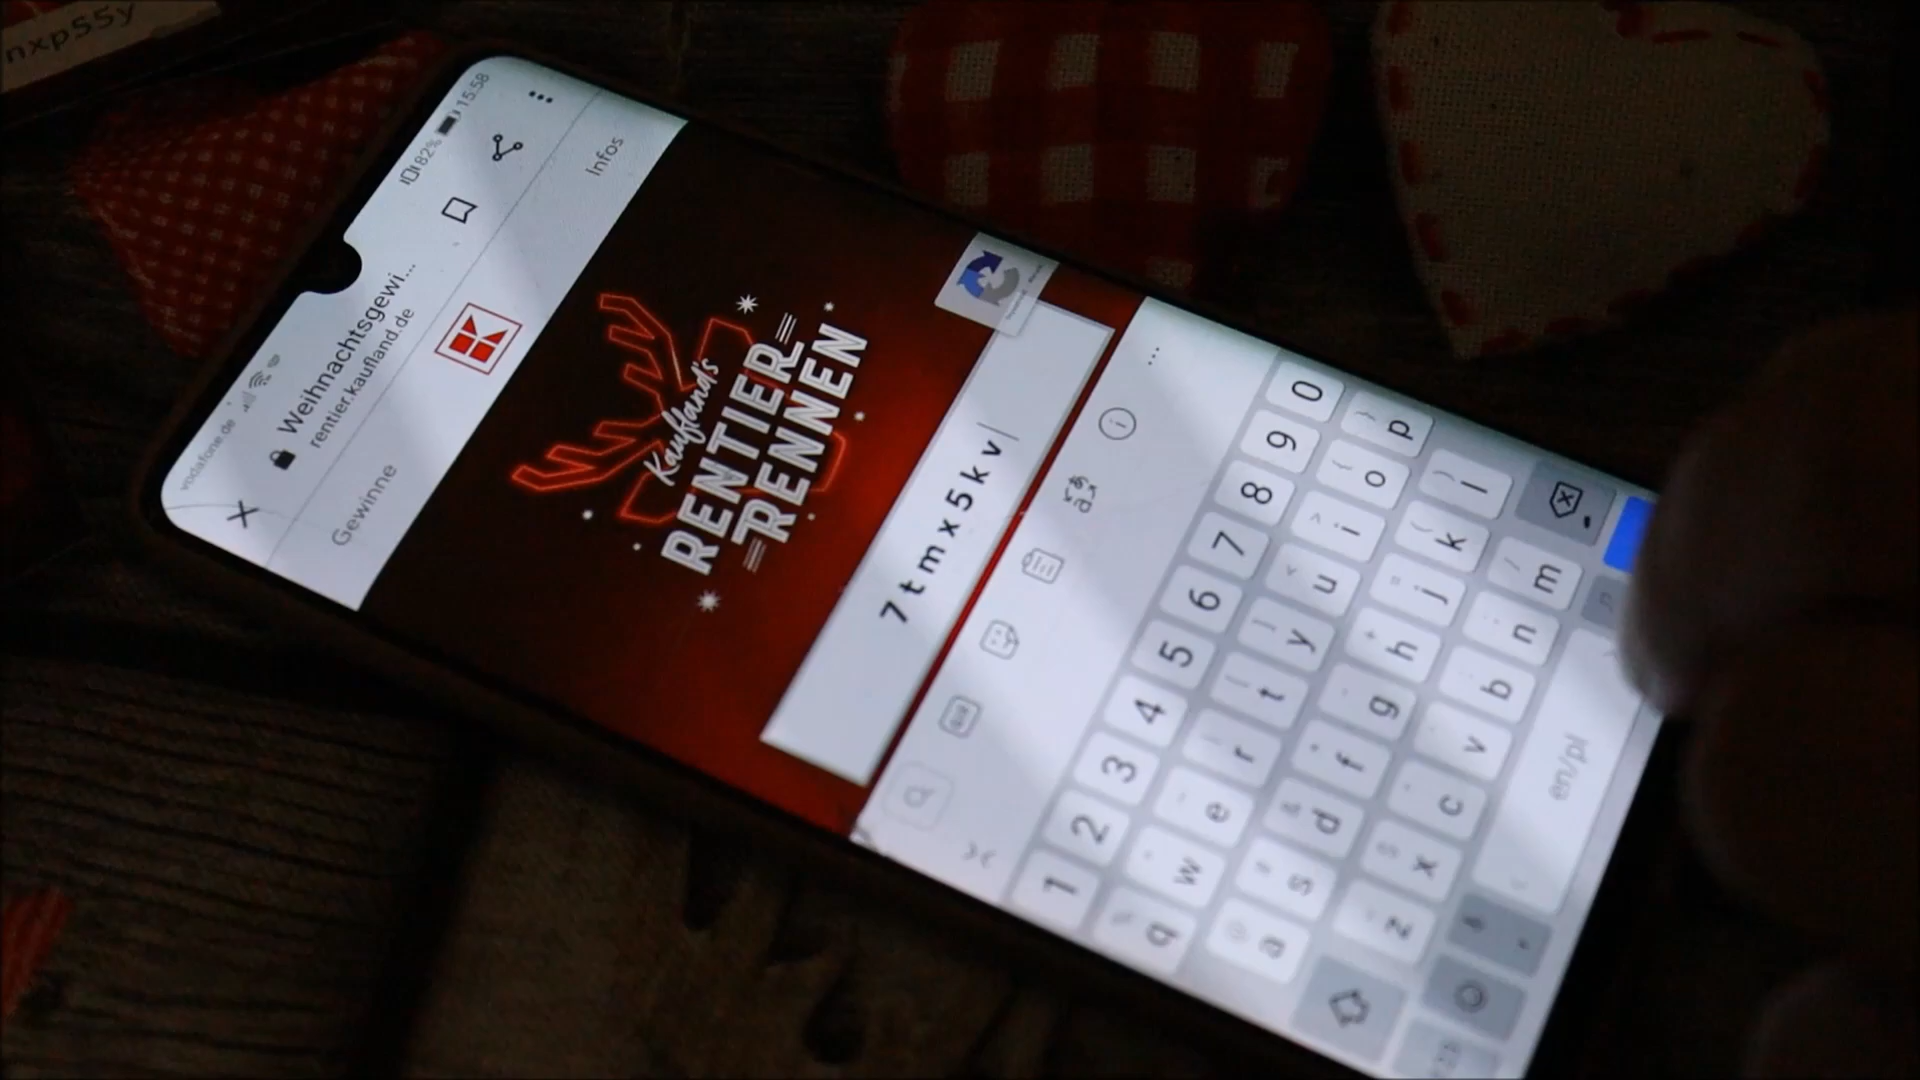 nxp55y
vodafone.de
82% 15:58
Weihnachtsgewi...
rentier.kaufland.de
Gewinne
Infos
Kaufland's
RENTIER
RENNEN
7tmx5kv
1 2 3 4 5 6 7 8 9 0
q w e r t y u i o p
a s d f g h j k l
z x c v b n m
en/pl